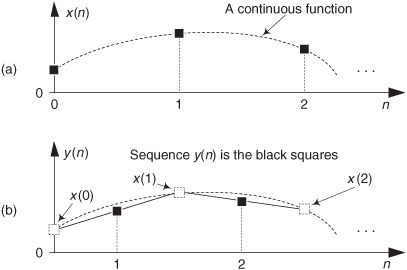 x(n)
A continuous function
(a)
0
0
1
2
n
...
y(n)
Sequence y(n) is the black squares
x(0)
x(1)
x(2)
(b)
0
1
2
n
...